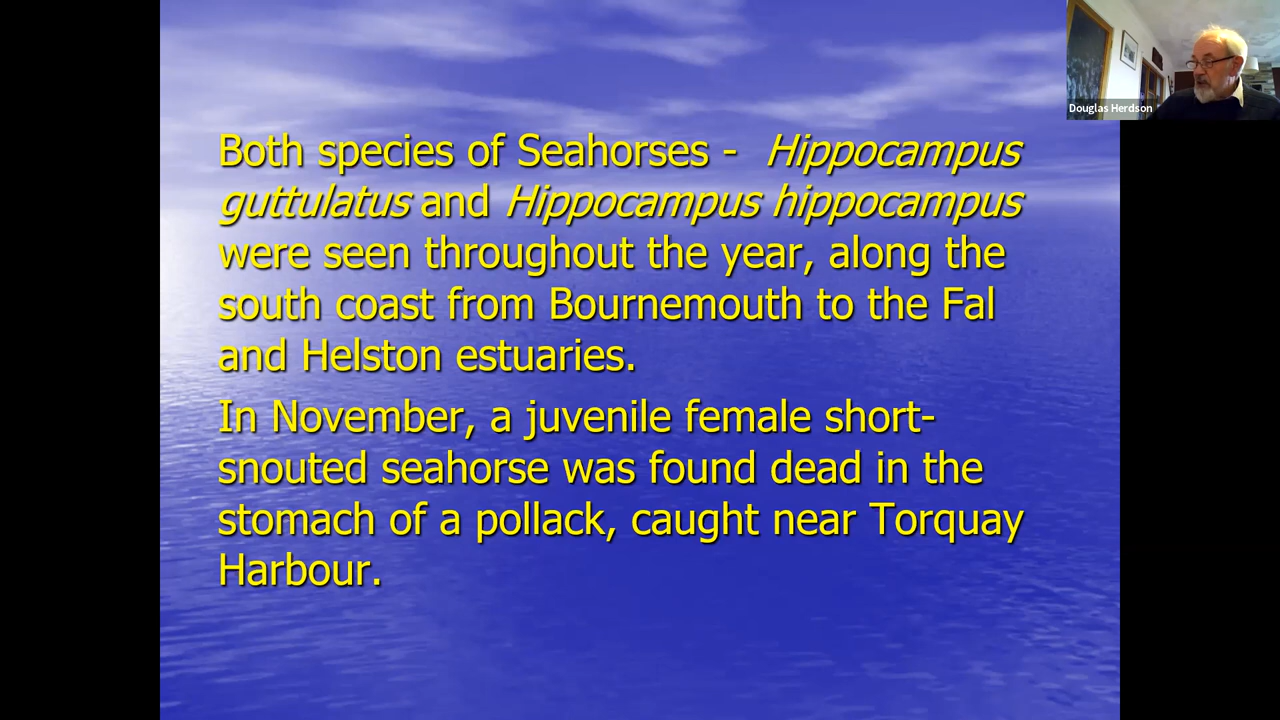 Douglas Herdson
Both species of Seahorses - Hippocampus
guttulatus and Hippocampus hippocampus
were seen throughout the year, along the
south coast from Bournemouth to the Fal
and Helston estuaries.
In November, a juvenile female short-
snouted seahorse was found dead in the
stomach of a pollack, caught near Torquay
Harbour.